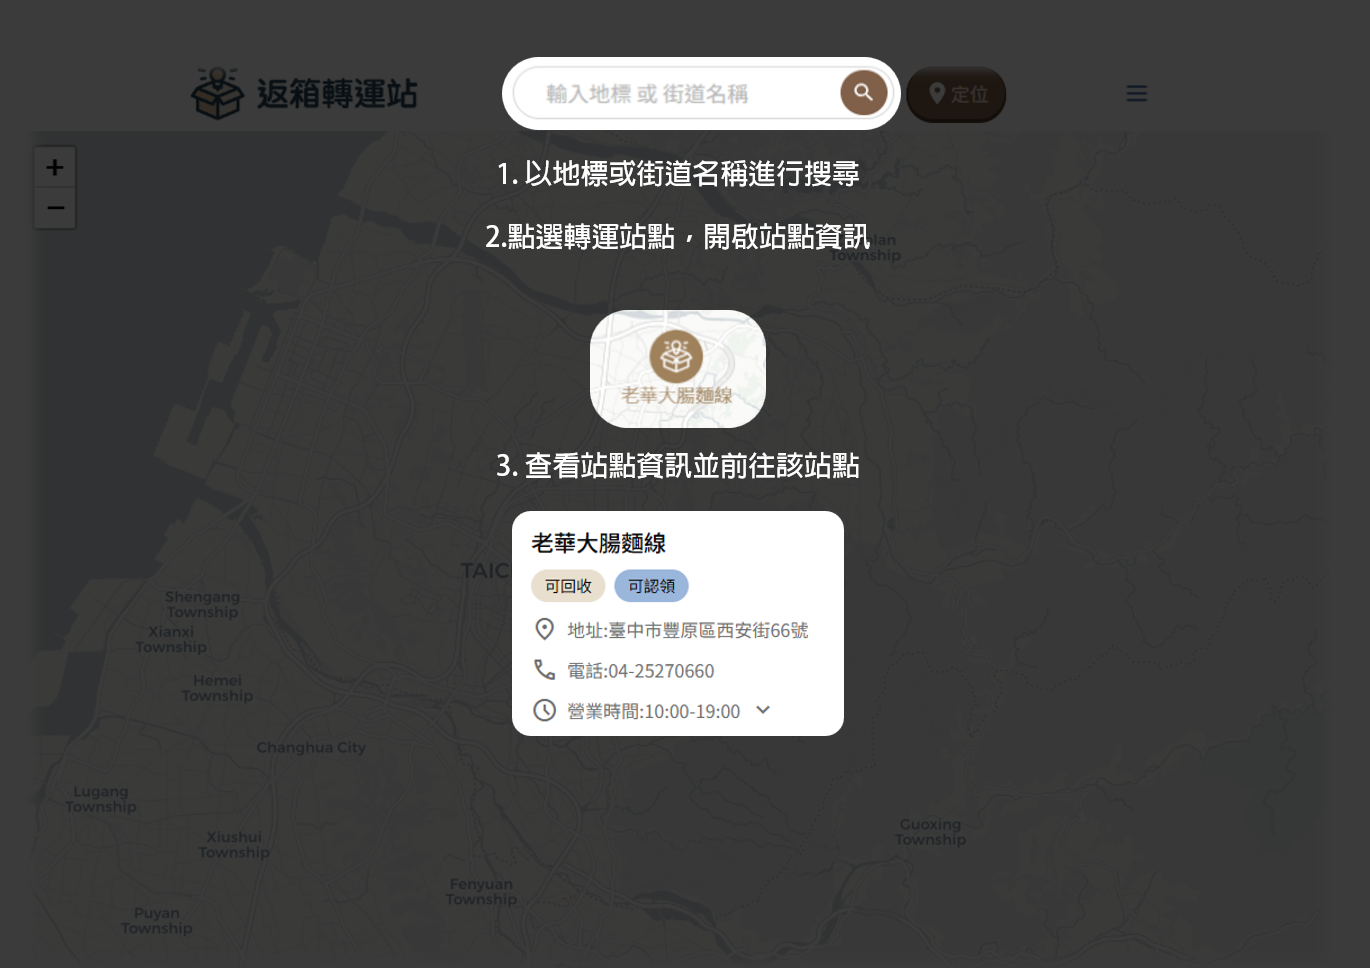 返箱轉運站
輸入地標 或 街道名稱
定位
+
−
1. 以地標或街道名稱進行搜尋
2.點選轉運站點，開啟站點資訊
Township
老華大腸麵線
3. 查看站點資訊並前往該站點
老華大腸麵線
可回收
可認領
地址:臺中市豐原區西安街66號
電話:04-25270660
營業時間:10:00-19:00
TAIC
Shengang
Township
Xianxi
Township
Hemei
Township
Changhua City
Lugang
Township
Xiushui
Township
Guoxing
Township
Fenyuan
Township
Puyan
Township